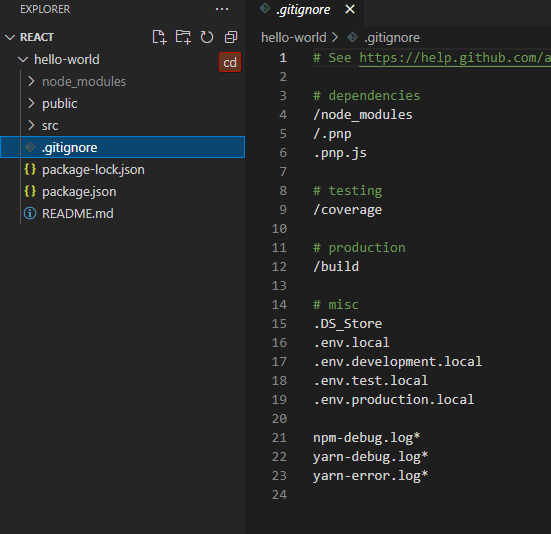 EXPLORER
REACT
hello-world
cd
node_modules
public
src
.gitignore
package-lock.json
package.json
README.md
.gitignore
hello-world > .gitignore
1 # See https://help.github.com/a
2
3 # dependencies
4 /node_modules
5 /.pnp
6 .pnp.js
7
8 # testing
9 /coverage
10
11 # production
12 /build
13
14 # misc
15 .DS_Store
16 .env.local
17 .env.development.local
18 .env.test.local
19 .env.production.local
20
21 npm-debug.log*
22 yarn-debug.log*
23 yarn-error.log*
24